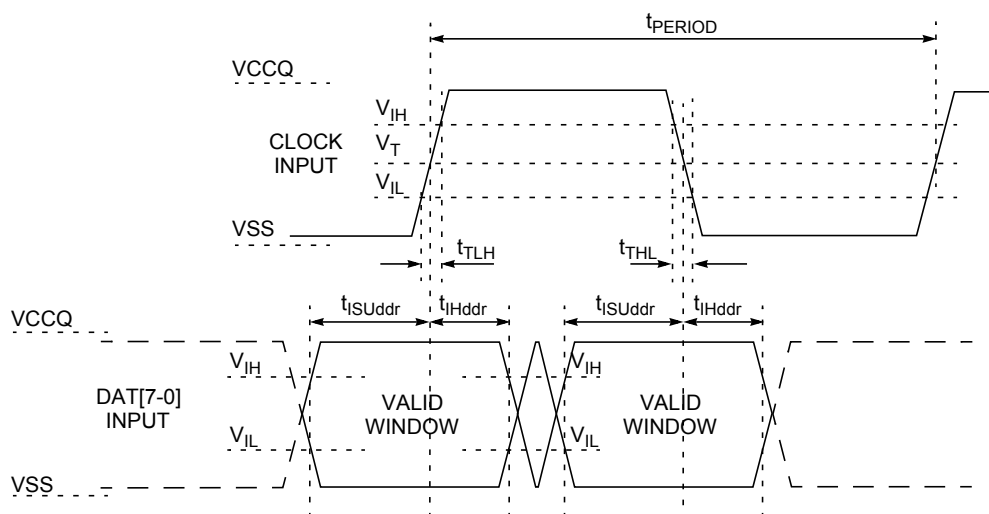 tPERIOD
VCCQ
VIH
CLOCK
INPUT
VT
VIL
VSS
tTLH
tTHL
tISUddr
tIHddr
tISUddr
tIHddr
VCCQ
VIH
VIH
DAT[7-0]
INPUT
VALID
WINDOW
VALID
WINDOW
VIL
VIL
VSS